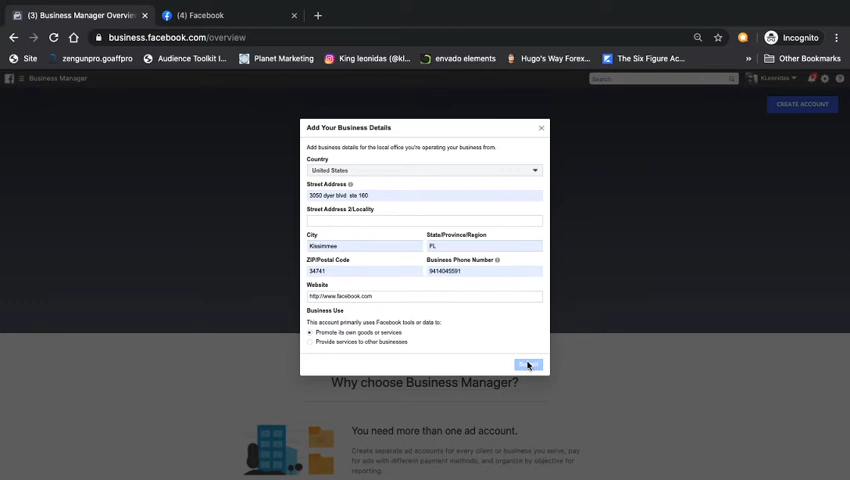 (3) Business Manager Overview
(4) Facebook
business.facebook.com/overview
Incognito
Site
zengunpro.goaffpro
Audience Toolkit I...
Planet Marketing
King leonidas (@kl...
envado elements
Hugo's Way Forex...
The Six Figure Ac...
»
Other Bookmarks
Business Manager
Search
KLeonidas
CREATE ACCOUNT
Add Your Business Details
Add business details for the local office you're operating your business from.
Country
United States
Street Address
3050 dyer blvd ste 160
Street Address 2/Locality
City
State/Province/Region
Kissimmee
FL
ZIP/Postal Code
Business Phone Number
34741
9414045591
Website
http://www.facebook.com
Business Use
This account primarily uses Facebook tools or data to:
Promote its own goods or services
Provide services to other businesses
Why choose Business Manager?
You need more than one ad account.
Create separate ad accounts for every client or business you serve, pay
for ads with different payment methods, and organize by objective for
reporting.